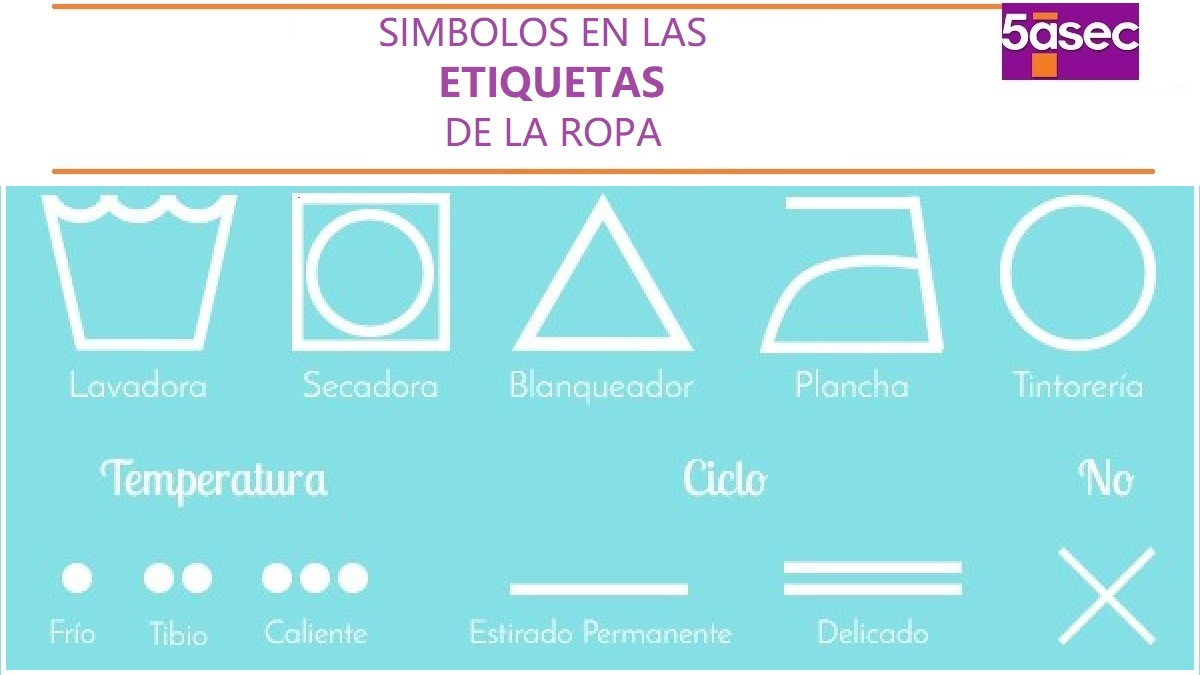 SIMBOLOS EN LAS
ETIQUETAS
DE LA ROPA
5asec
Lavadora
Secadora
Blanqueador
Plancha
Tintorería
Temperatura
Ciclo
No
Frío
Tibio
Caliente
Estirado Permanente
Delicado